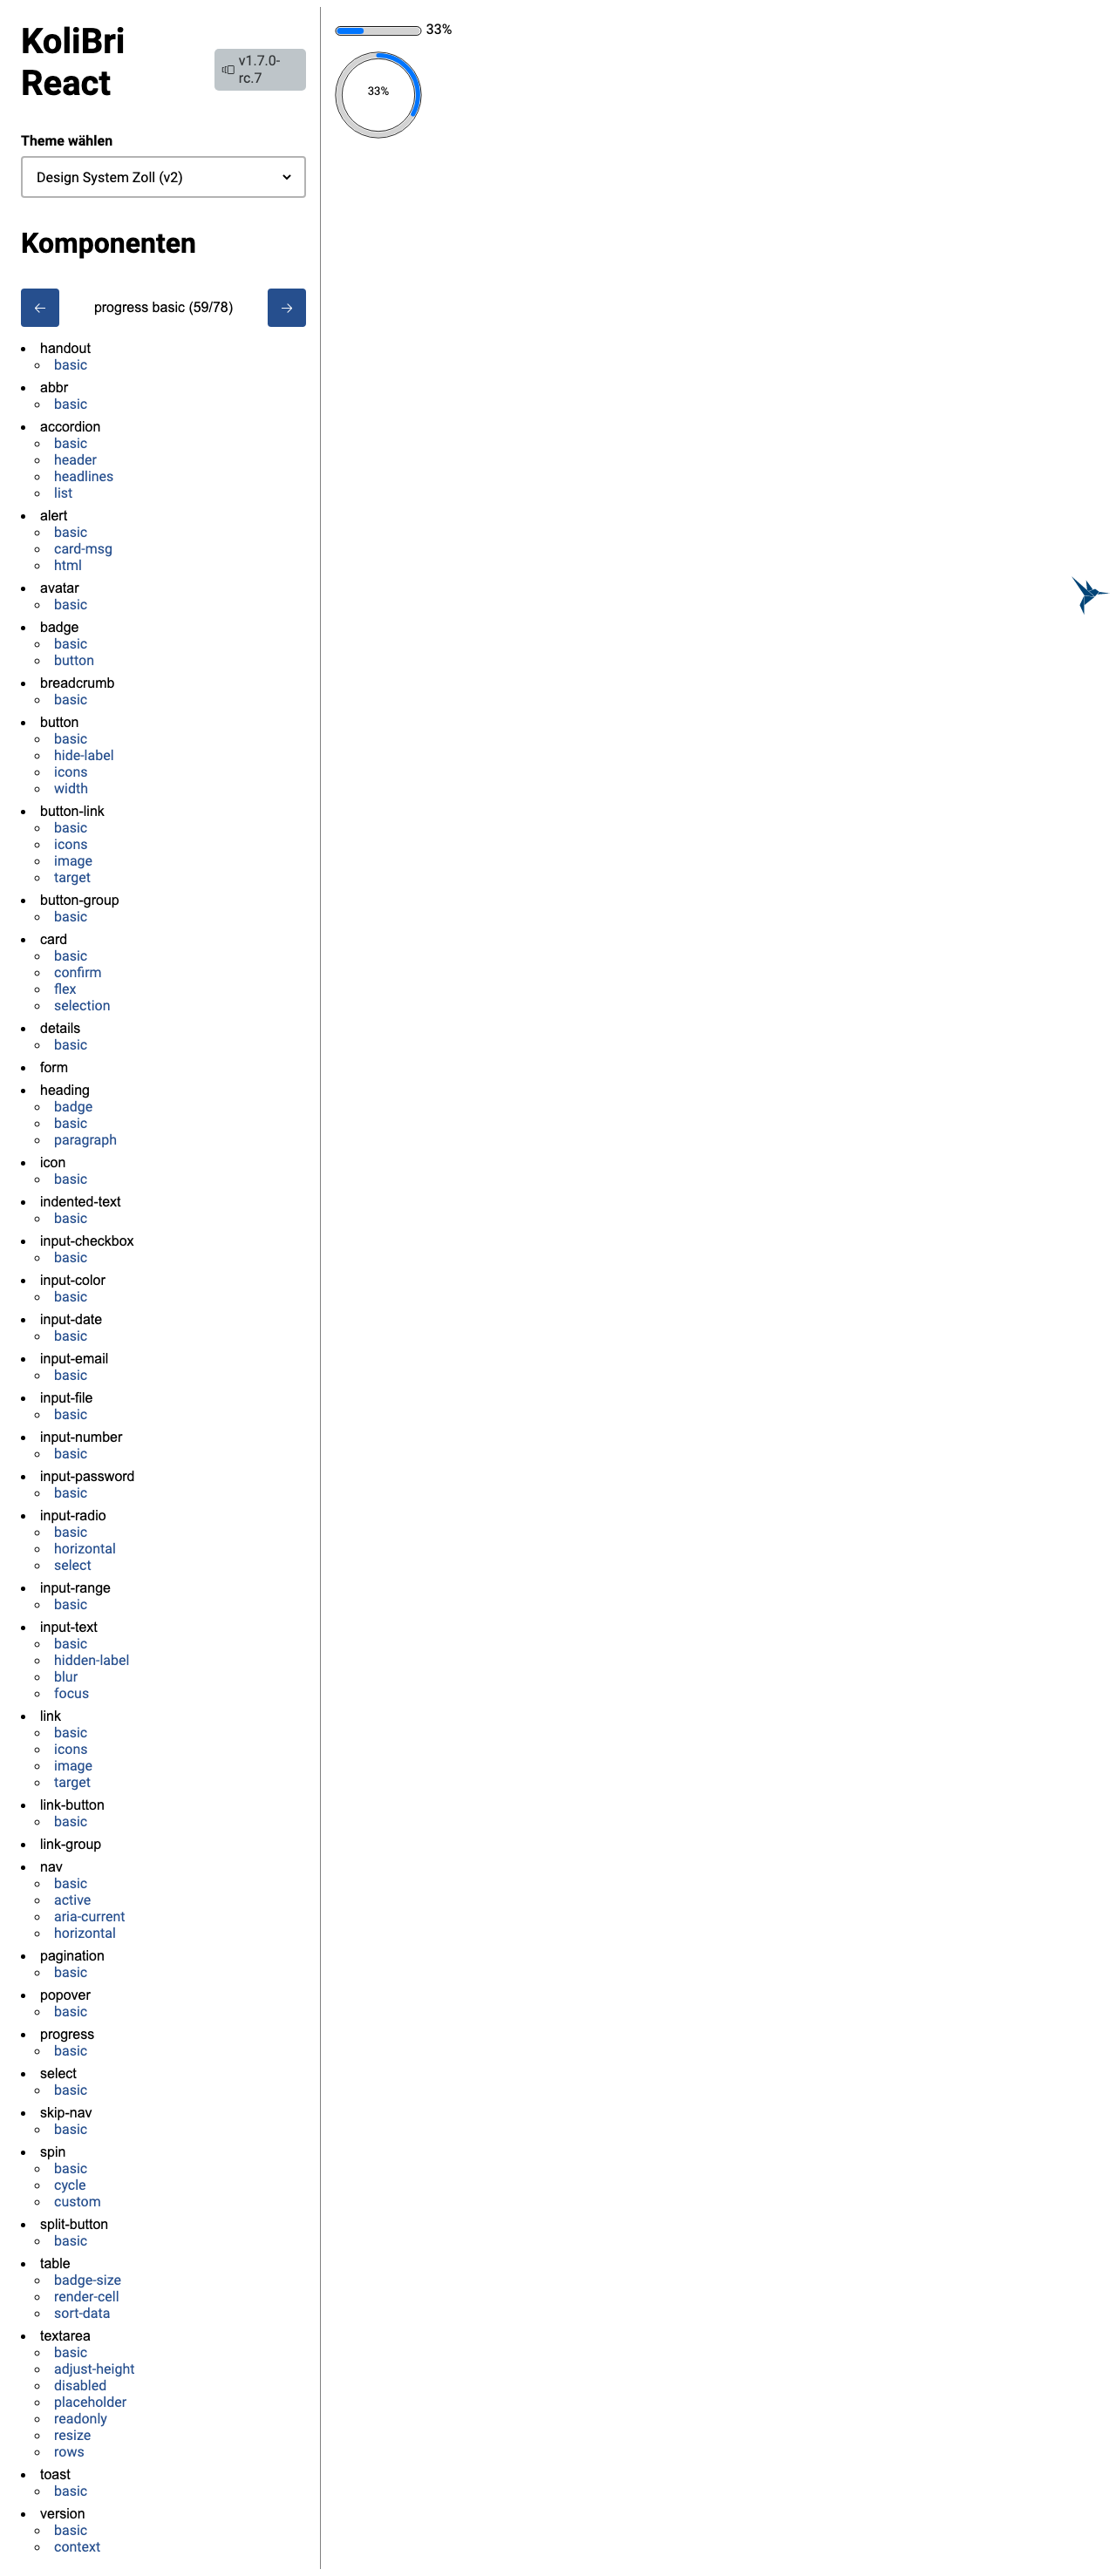 KoliBri
React
v1.7.0-
rc.7
Theme wählen
Design System Zoll (v2)
Komponenten
progress basic (59/78)
handout
basic
abbr
basic
accordion
basic
header
headlines
list
alert
basic
card-msg
html
avatar
basic
badge
basic
button
breadcrumb
basic
button
basic
hide-label
icons
width
button-link
basic
icons
image
target
button-group
basic
card
basic
confirm
flex
selection
details
basic
form
heading
badge
basic
paragraph
icon
basic
indented-text
basic
input-checkbox
basic
input-color
basic
input-date
basic
input-email
basic
input-file
basic
input-number
basic
input-password
basic
input-radio
basic
horizontal
select
input-range
basic
input-text
basic
hidden-label
blur
focus
link
basic
icons
image
target
link-button
basic
link-group
nav
basic
active
aria-current
horizontal
pagination
basic
popover
basic
progress
basic
select
basic
skip-nav
basic
spin
basic
cycle
custom
split-button
basic
table
badge-size
render-cell
sort-data
textarea
basic
adjust-height
disabled
placeholder
readonly
resize
rows
toast
basic
version
basic
context
33%
33%